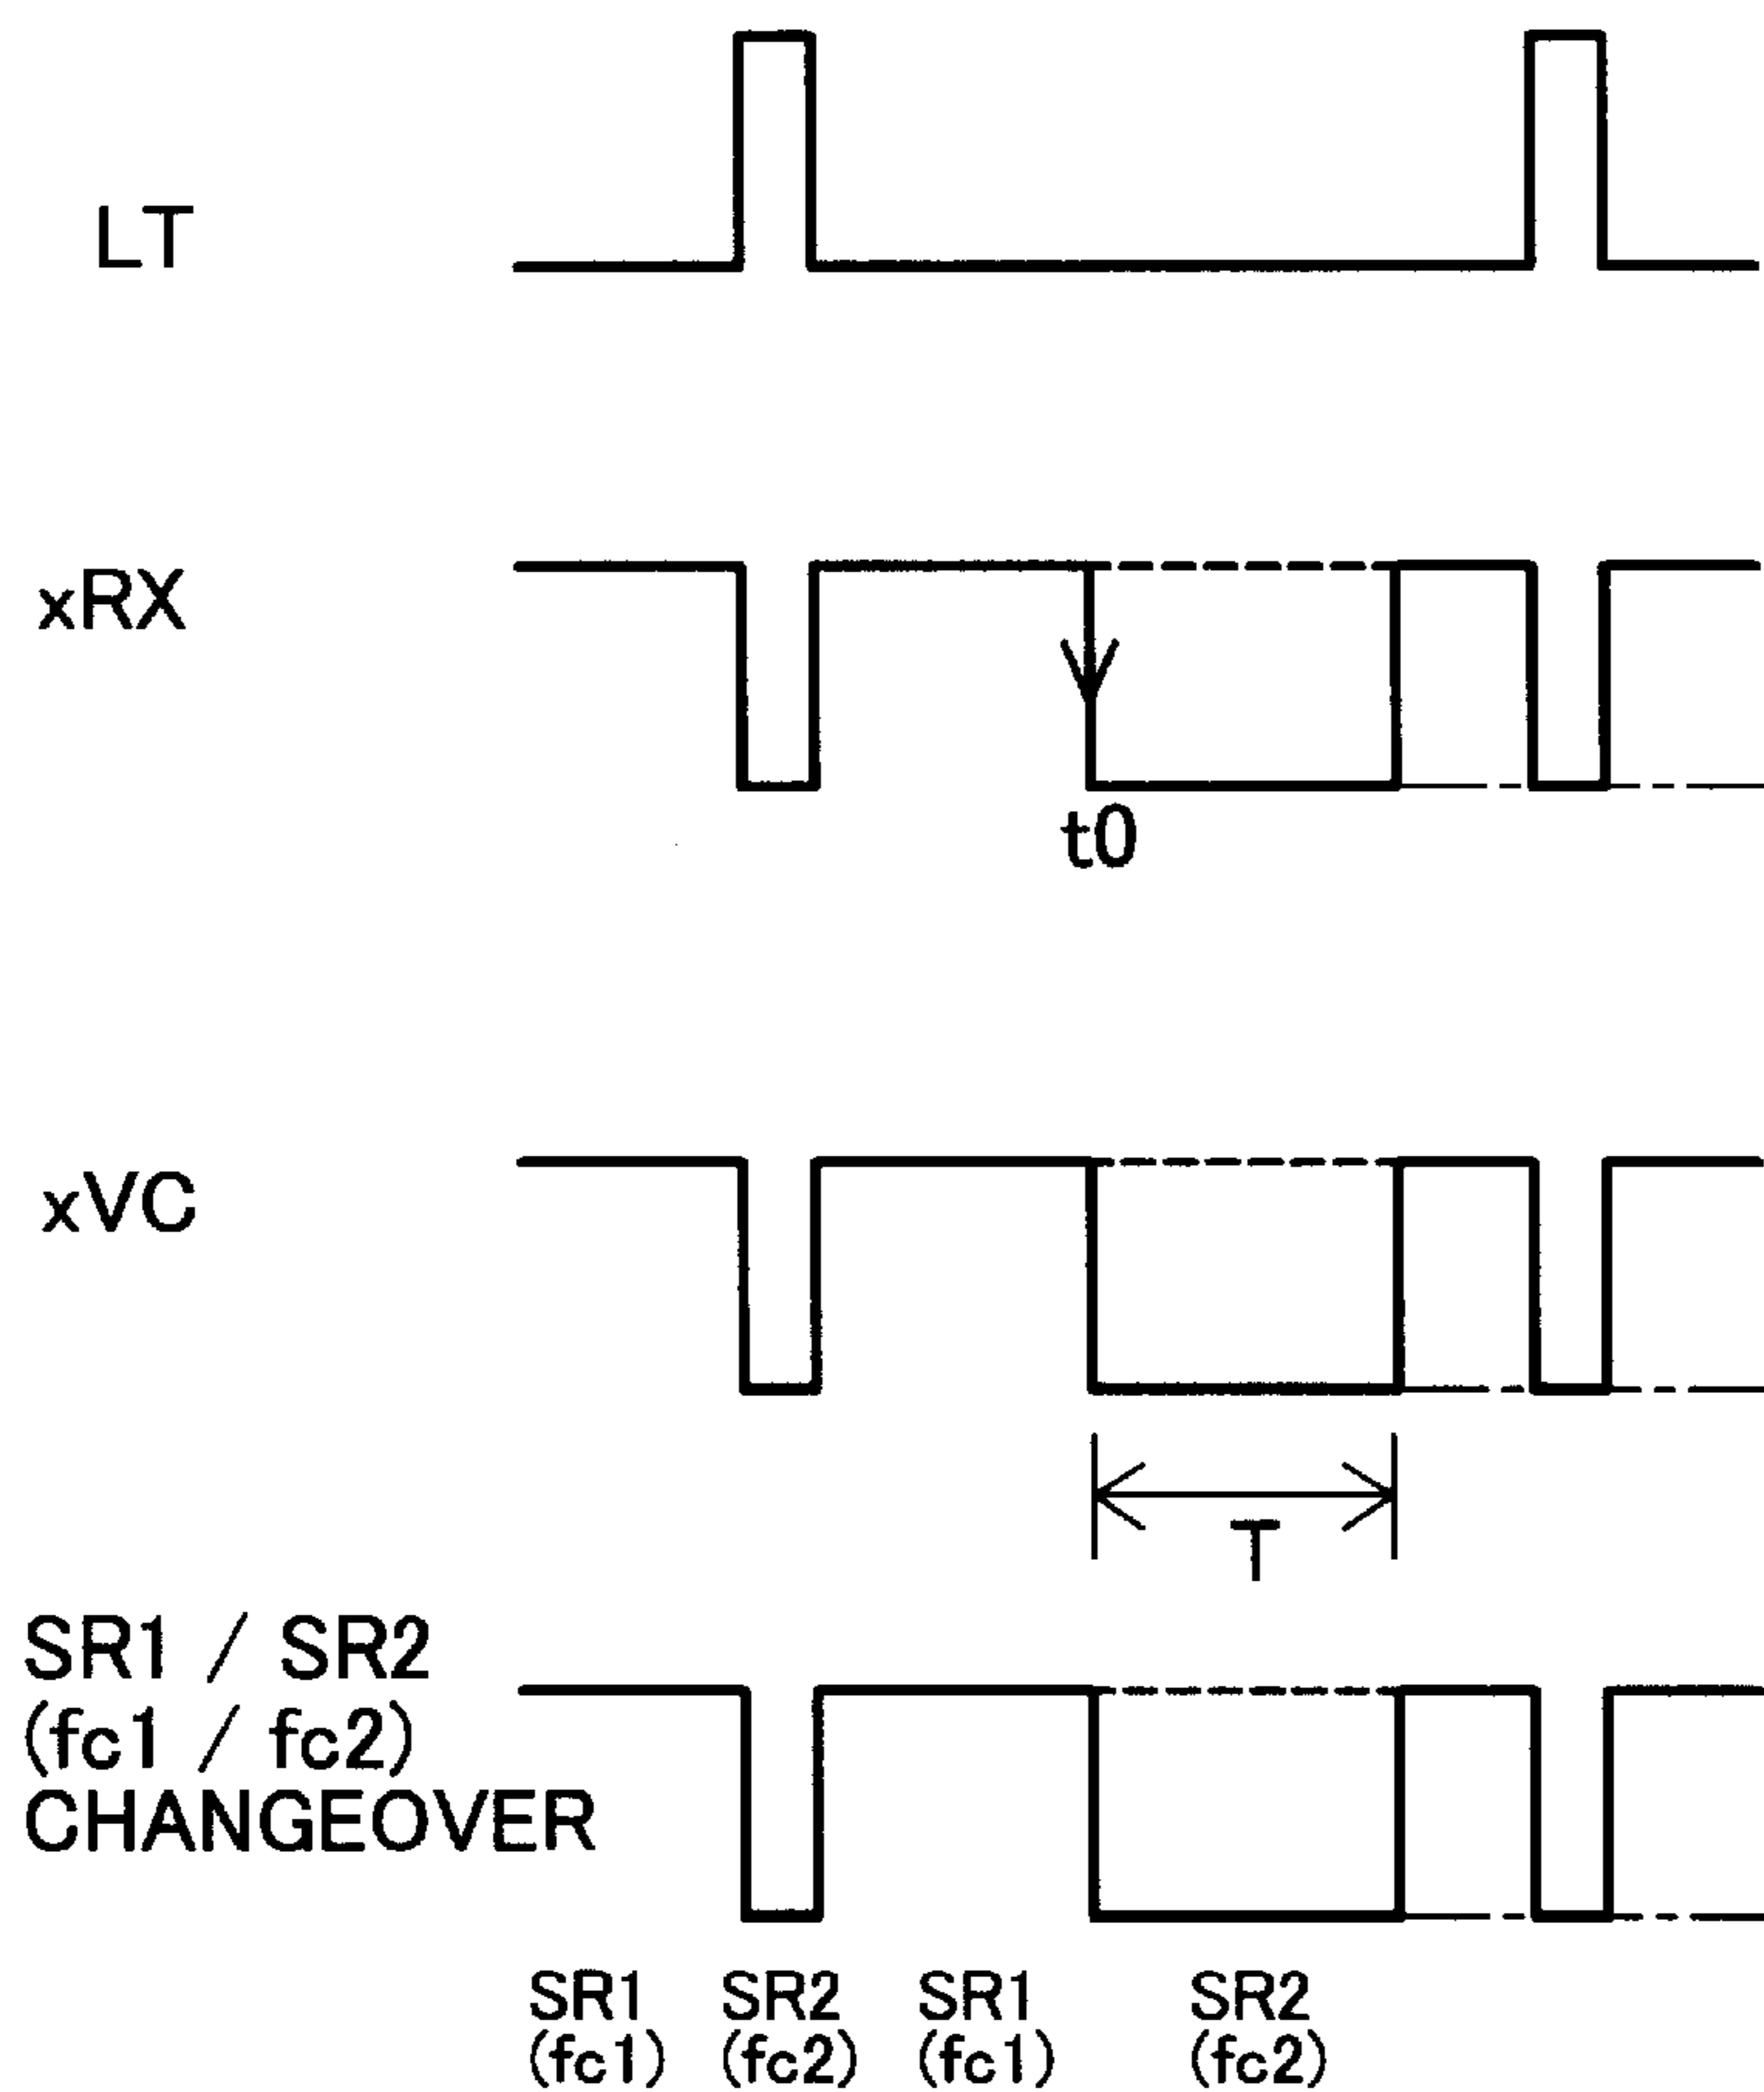 LT
xRX
t0
xVC
T
SR1 / SR2
(fc1 / fc2)
CHANGEOVER
SR1 SR2 SR1 SR2
(fc1) (fc2) (fc1) (fc2)